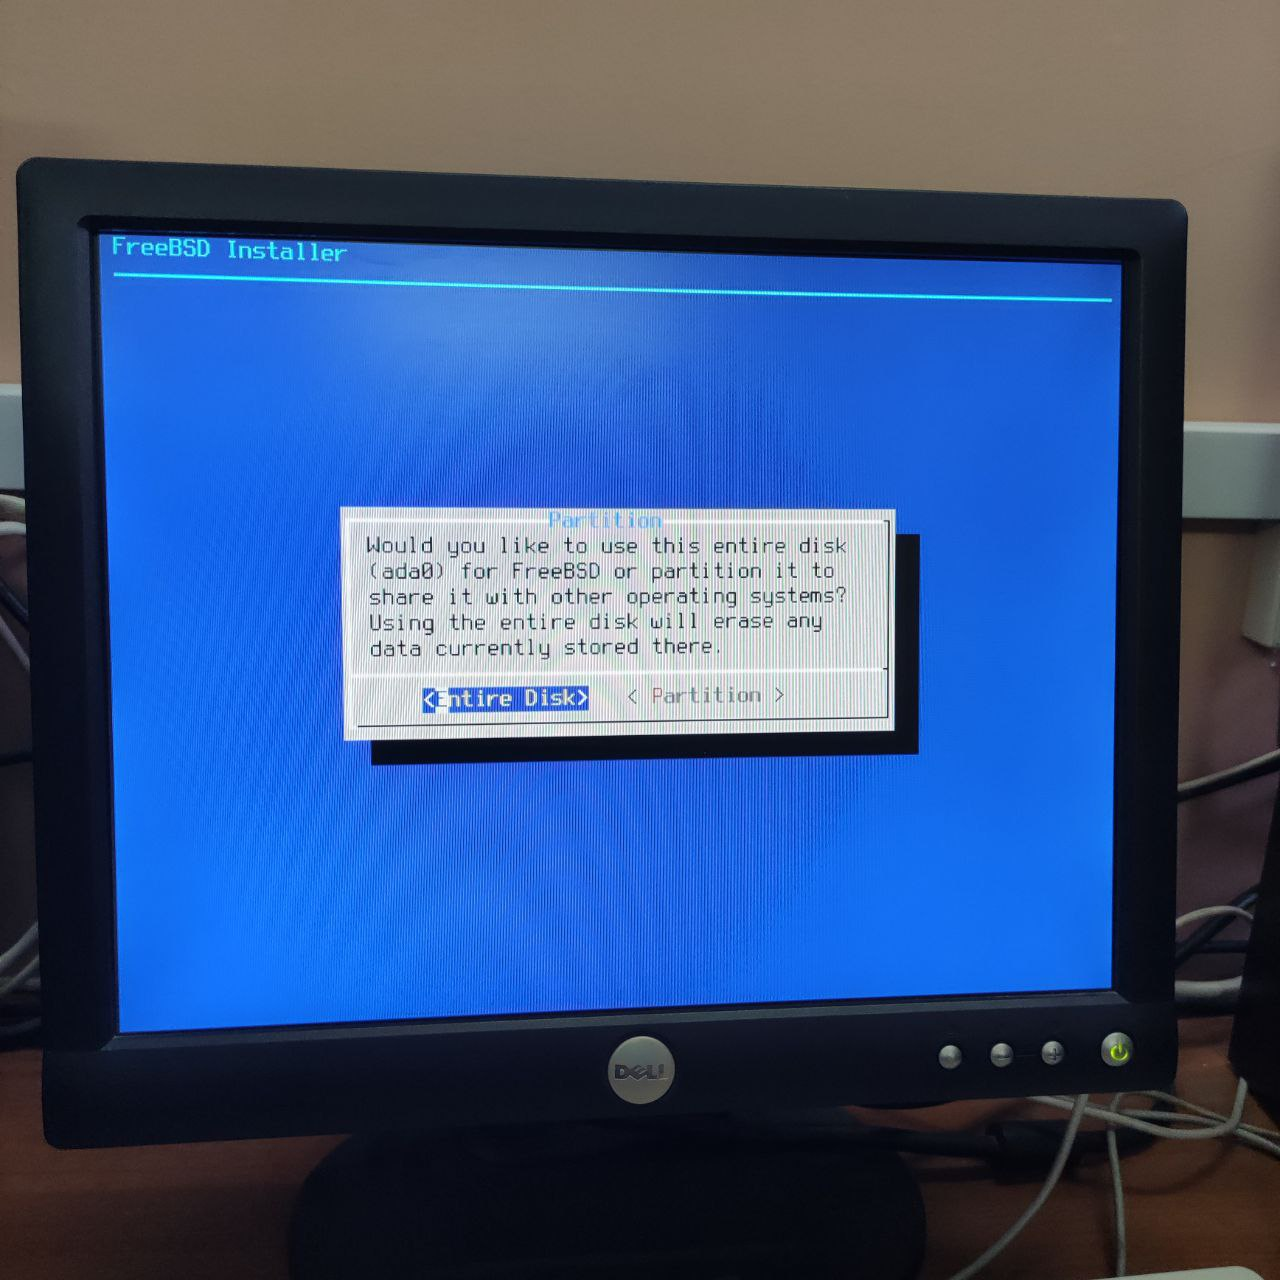 FreeBSD Installer
Partition
Would you like to use this entire disk
(ada0) for FreeBSD or partition it to
share it with other operating systems?
Using the entire disk will erase any
data currently stored there.
<Entire Disk> < Partition >
DELL